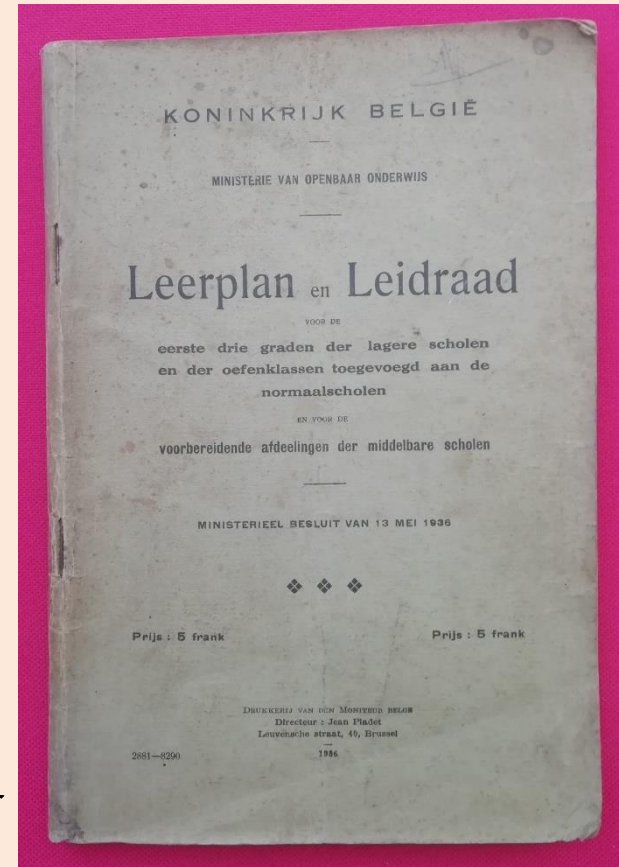 KONINKRIJK BELGIË
MINISTERIE VAN OPENBAAR ONDERWIJS
Leerplan en Leidraad
VOOR DE
eerste drie graden der lagere scholen
en der oefenklassen toegevoegd aan de
normaalscholen
EN VOOR DE
voorbereidende afdeelingen der middelbare scholen
MINISTERIEEL BESLUIT VAN 13 MEI 1936
Prijs : 5 frank Prijs : 5 frank
DRUKKERIJ VAN DEN MONITEUR BELGE
Directeur : Jean Pladet
Leuvensche straat, 40, Brussel
2881—8290 1936